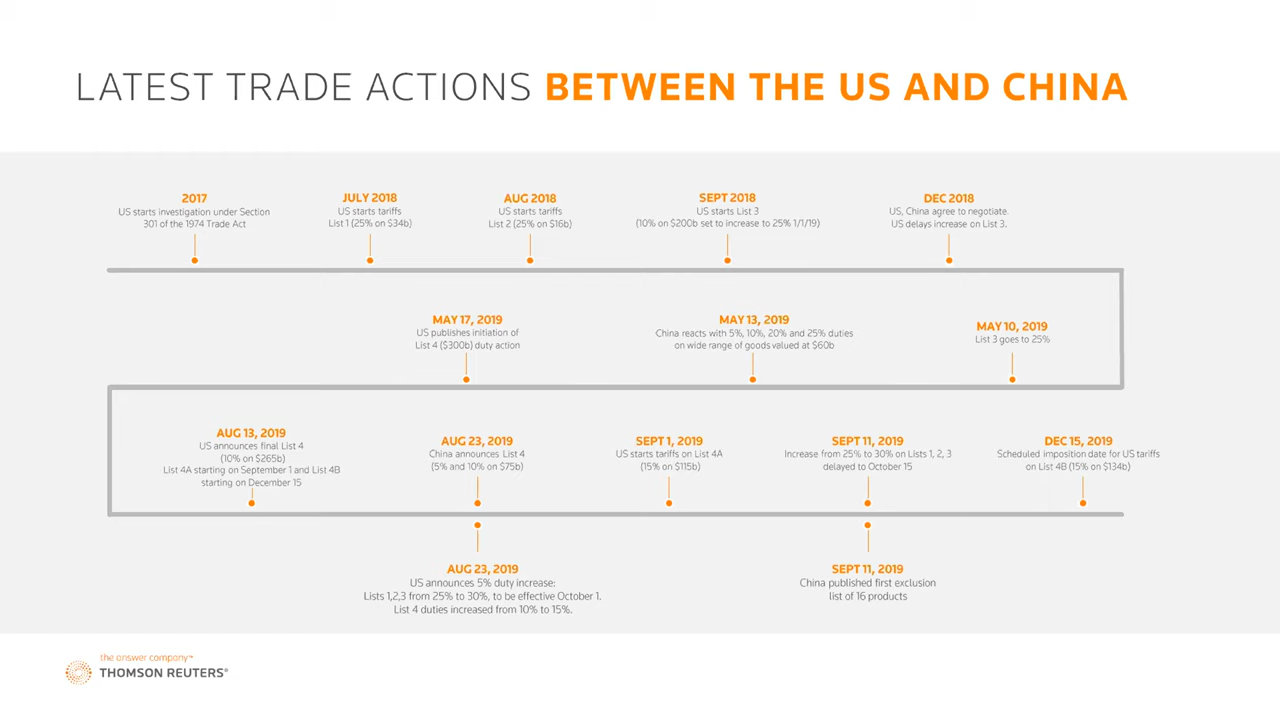 LATEST TRADE ACTIONS BETWEEN THE US AND CHINA
2017
US starts investigation under Section
301 of the 1974 Trade Act
JULY 2018
US starts tariffs
List 1 (25% on $34b)
AUG 2018
US starts tariffs
List 2 (25% on $16b)
SEPT 2018
US starts List 3
(10% on $200b set to increase to 25% 1/1/19)
DEC 2018
US, China agree to negotiate.
US delays increase on List 3.
MAY 17, 2019
US publishes initiation of
List 4 ($300b) duty action
MAY 13, 2019
China reacts with 5%, 10%, 20% and 25% duties
on wide range of goods valued at $60b
MAY 10, 2019
List 3 goes to 25%
AUG 13, 2019
US announces final List 4
(10% on $265b)
List 4A starting on September 1 and List 4B
starting on December 15
AUG 23, 2019
China announces List 4
(5% and 10% on $75b)
SEPT 1, 2019
US starts tariffs on List 4A
(15% on $115b)
SEPT 11, 2019
Increase from 25% to 30% on Lists 1, 2, 3
delayed to October 15
DEC 15, 2019
Scheduled imposition date for US tariffs
on List 4B (15% on $134b)
AUG 23, 2019
US announces 5% duty increase:
Lists 1,2,3 from 25% to 30%, to be effective October 1.
List 4 duties increased from 10% to 15%.
SEPT 11, 2019
China published first exclusion
list of 16 products
the answer company™
THOMSON REUTERS®